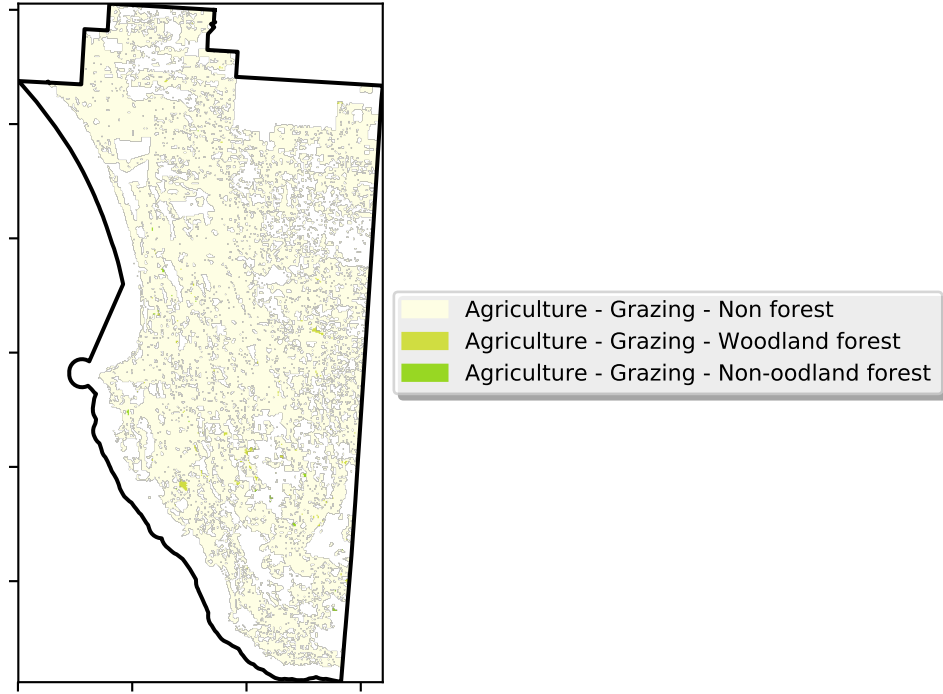 Agriculture - Grazing - Non forest
Agriculture - Grazing - Woodland forest
Agriculture - Grazing - Non-oodland forest